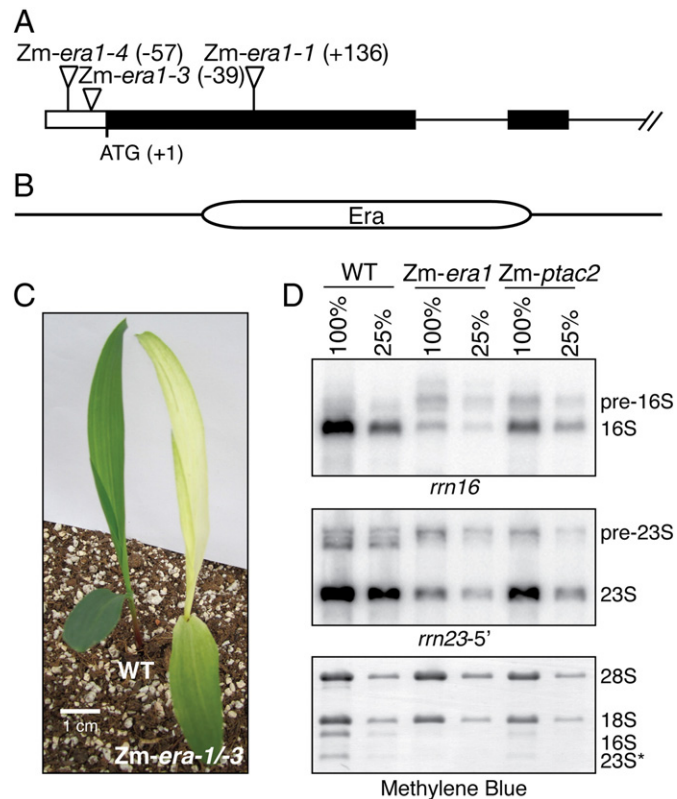 A
Zm-era1-4 (-57)
Zm-era1-1 (+136)
Zm-era1-3 (-39)
ATG (+1)
B
Era
C
WT
1 cm
Zm-era-1/-3
D
WT Zm-era1 Zm-ptac2
100% 25% 100% 25% 100% 25%
pre-16S
16S
rrn16
pre-23S
23S
rrn23-5'
28S
18S
16S
23S*
Methylene Blue